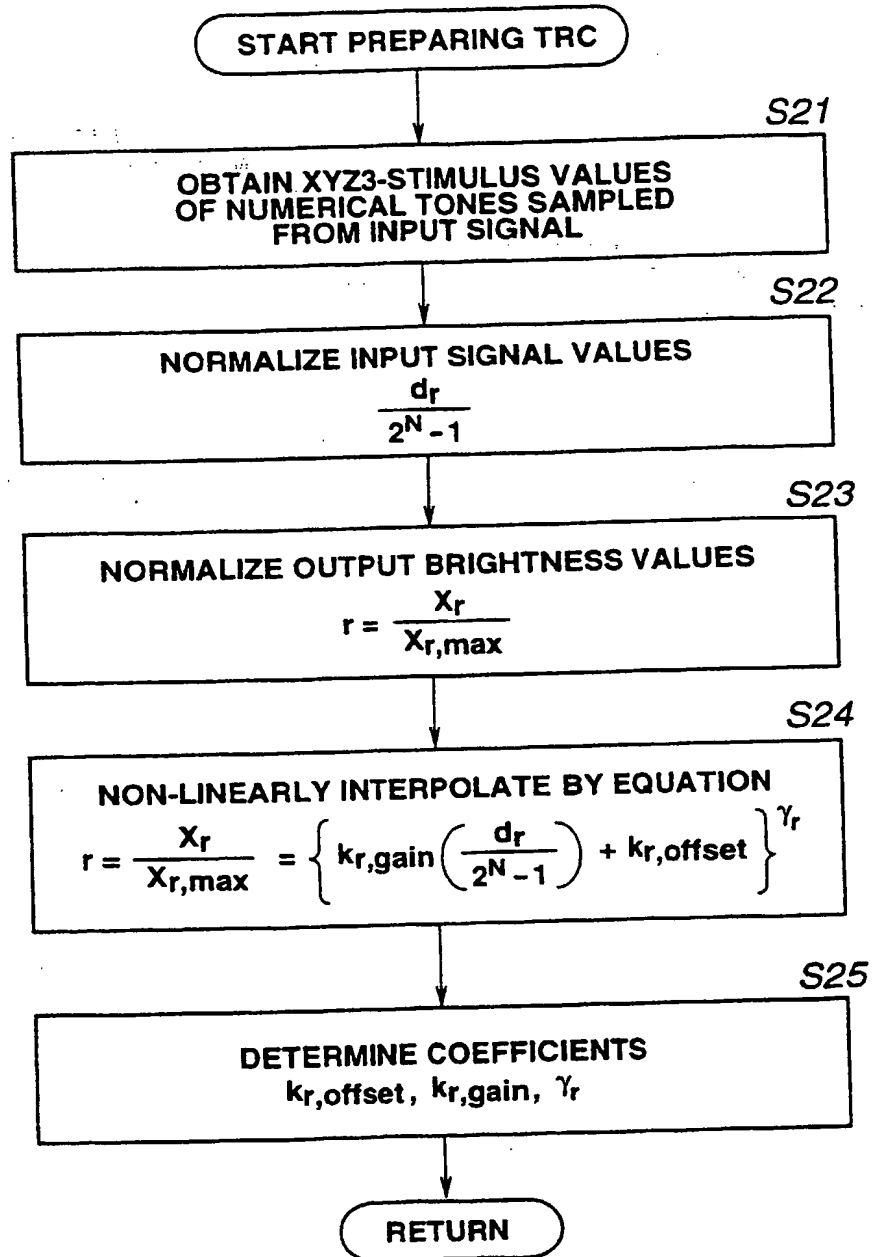 START PREPARING TRC
S21
OBTAIN XYZ3-STIMULUS VALUES
OF NUMERICAL TONES SAMPLED
FROM INPUT SIGNAL
S22
NORMALIZE INPUT SIGNAL VALUES
dr / 2^N - 1
S23
NORMALIZE OUTPUT BRIGHTNESS VALUES
r = Xr / Xr,max
S24
NON-LINEARLY INTERPOLATE BY EQUATION
r = Xr / Xr,max = { kr,gain ( dr / 2^N - 1 ) + kr,offset }^γr
S25
DETERMINE COEFFICIENTS
kr,offset, kr,gain, γr
RETURN